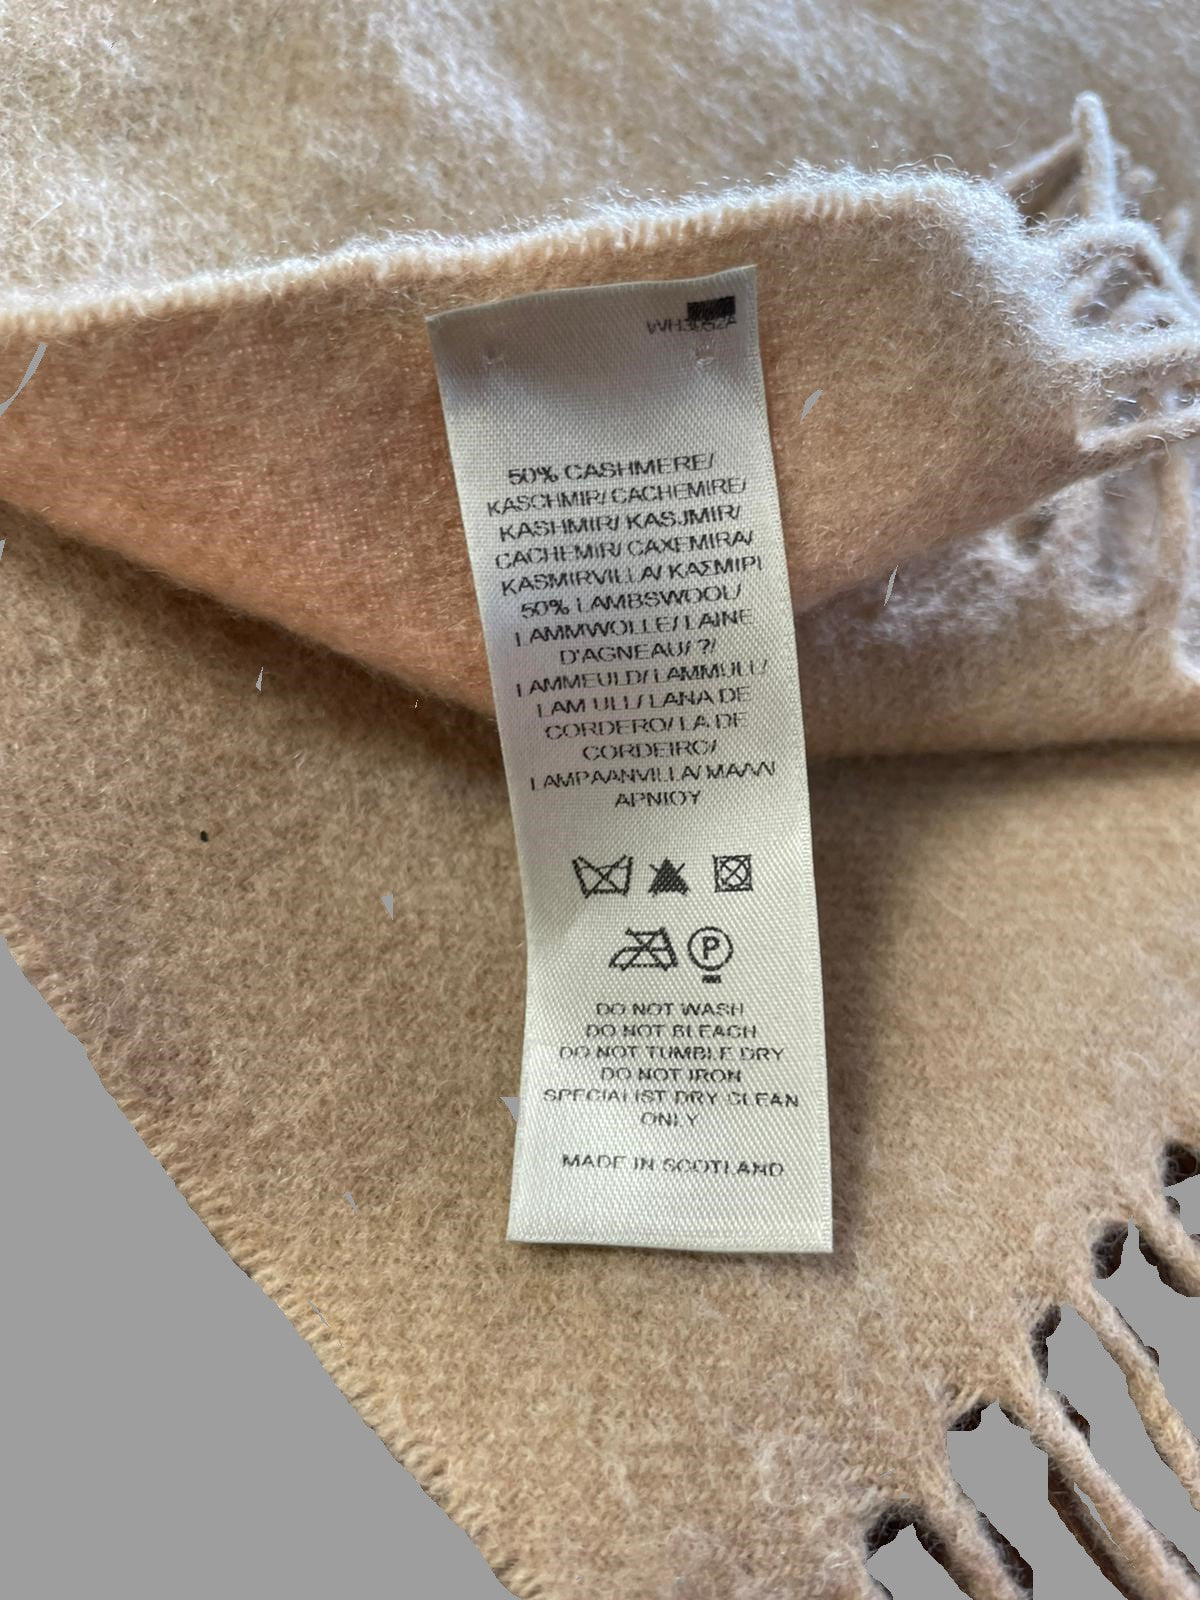 50% CASHMERE/
KASCHMIR/ CACHEMIRE/
KASHMIR/ KASJMIR/
CACHEMIR/ CAXEMIRA/
KASMIRVILLA/ ΚΑΣΜΙΡΙ
50% LAMBSWOOL/
LAMMWOLLE/ LAINE
D'AGNEAU/ ?/
LAMMEULD/ LAMMULL/
LAM ULL/ LANA DE
CORDERO/ LA DE
CORDEIRO/
LAMPAANVILLA/ ΜΑΛΛΙ
ΑΡΝΙΟΥ
P
DO NOT WASH
DO NOT BLEACH
DO NOT TUMBLE DRY
DO NOT IRON
SPECIALIST DRY CLEAN
ONLY
MADE IN SCOTLAND